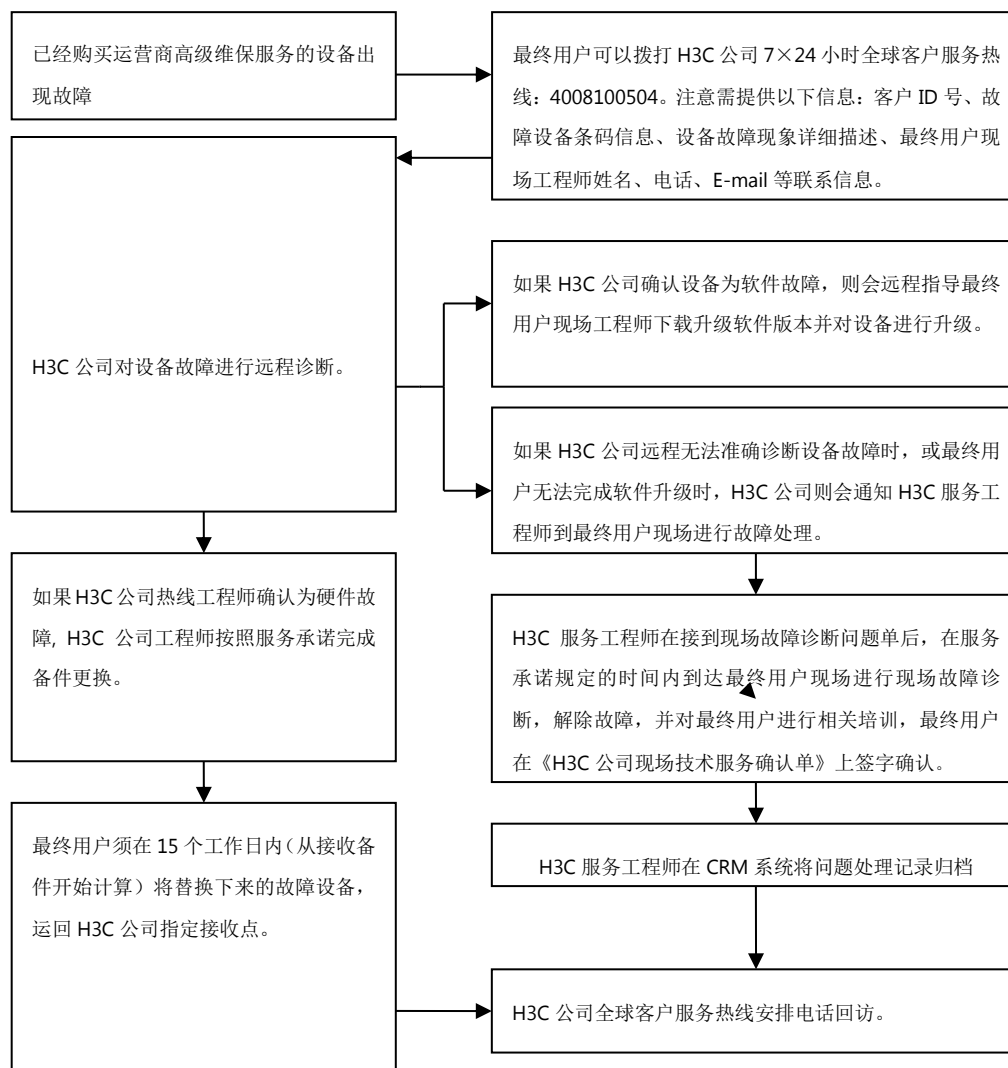 已经购买运营商高级维保服务的设备出
现故障
最终用户可以拨打 H3C 公司 7×24 小时全球客户服务热
线：4008100504。注意需提供以下信息：客户 ID 号、故
障设备条码信息、设备故障现象详细描述、最终用户现
场工程师姓名、电话、E-mail 等联系信息。
H3C 公司对设备故障进行远程诊断。
如果 H3C 公司确认设备为软件故障，则会远程指导最终
用户现场工程师下载升级软件版本并对设备进行升级。
如果 H3C 公司远程无法准确诊断设备故障时，或最终用
户无法完成软件升级时，H3C 公司则会通知 H3C 服务工
程师到最终用户现场进行故障处理。
如果 H3C 公司热线工程师确认为硬件故
障, H3C 公司工程师按照服务承诺完成
备件更换。
H3C 服务工程师在接到现场故障诊断问题单后，在服务
承诺规定的时间内到达最终用户现场进行现场故障诊
断，解除故障，并对最终用户进行相关培训，最终用户
在《H3C 公司现场技术服务确认单》上签字确认。
最终用户须在 15 个工作日内（从接收备
件开始计算）将替换下来的故障设备，
运回 H3C 公司指定接收点。
H3C 服务工程师在 CRM 系统将问题处理记录归档
H3C 公司全球客户服务热线安排电话回访。